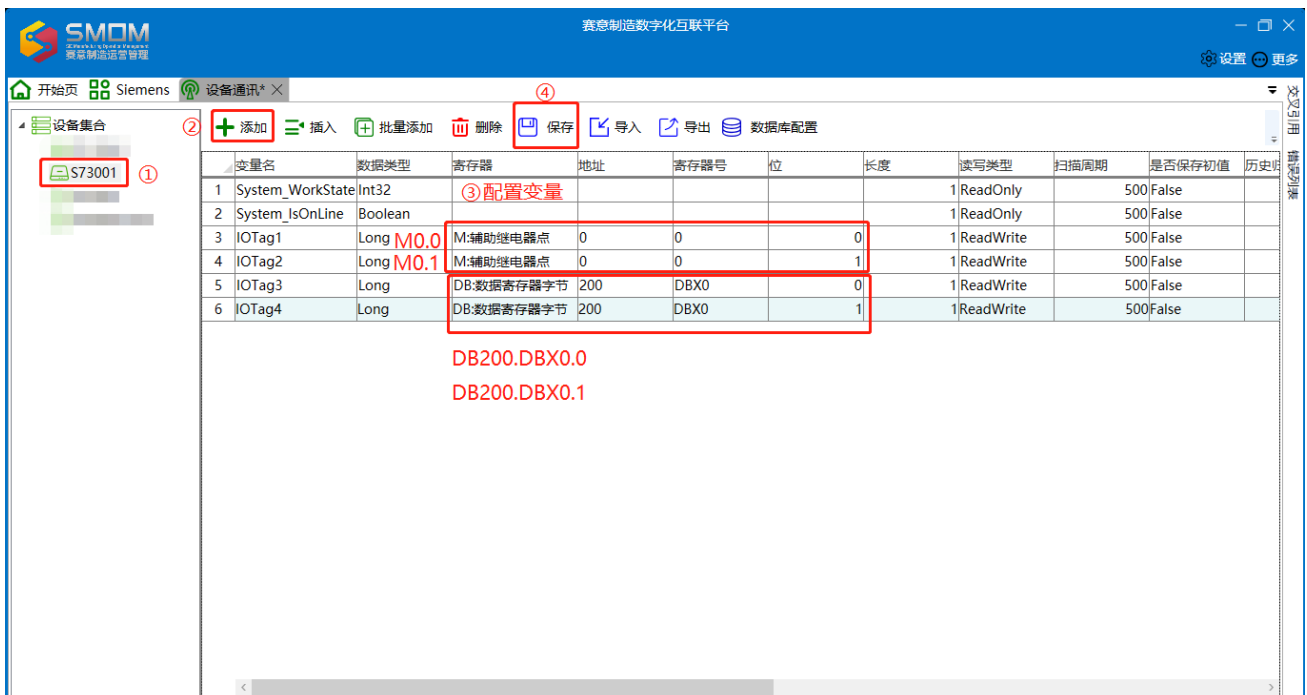 赛意制造数字化互联平台
SMOM
赛意制造运营管理
设置 更多
开始页 Siemens 设备通讯* 
④
交叉引用 错误列表
设备集合
② 添加 插入 批量添加 删除 保存 导入 导出 数据库配置
S73001 ①
变量名 数据类型 寄存器 地址 寄存器号 位 长度 读写类型 扫描周期 是否保存初值 历史归
1 System_WorkState Int32 1 ReadOnly 500 False
③配置变量
2 System_IsOnLine Boolean 1 ReadOnly 500 False
3 IOTag1 Long M0.0 M:辅助继电器点 0 0 0 1 ReadWrite 500 False
4 IOTag2 Long M0.1 M:辅助继电器点 0 0 1 1 ReadWrite 500 False
5 IOTag3 Long DB:数据寄存器字节 200 DBX0 0 1 ReadWrite 500 False
6 IOTag4 Long DB:数据寄存器字节 200 DBX0 1 1 ReadWrite 500 False
DB200.DBX0.0
DB200.DBX0.1